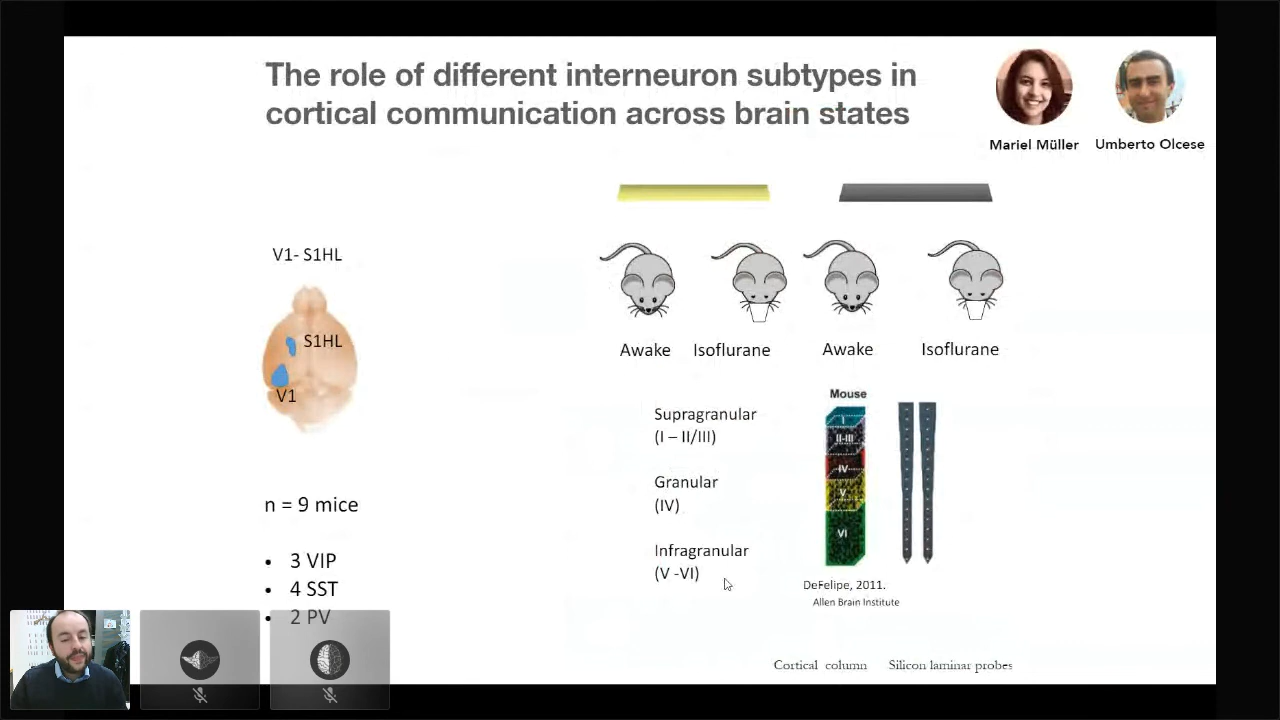 The role of different interneuron subtypes in
cortical communication across brain states
Mariel Müller
Umberto Olcese
V1- S1HL
S1HL
V1
n = 9 mice
• 3 VIP
• 4 SST
• 2 PV
Awake
Isoflurane
Awake
Isoflurane
Supragranular
(I – II/III)
Granular
(IV)
Infragranular
(V -VI)
Mouse
I
II-III
IV
V
VI
DeFelipe, 2011.
Allen Brain Institute
Cortical column
Silicon laminar probes